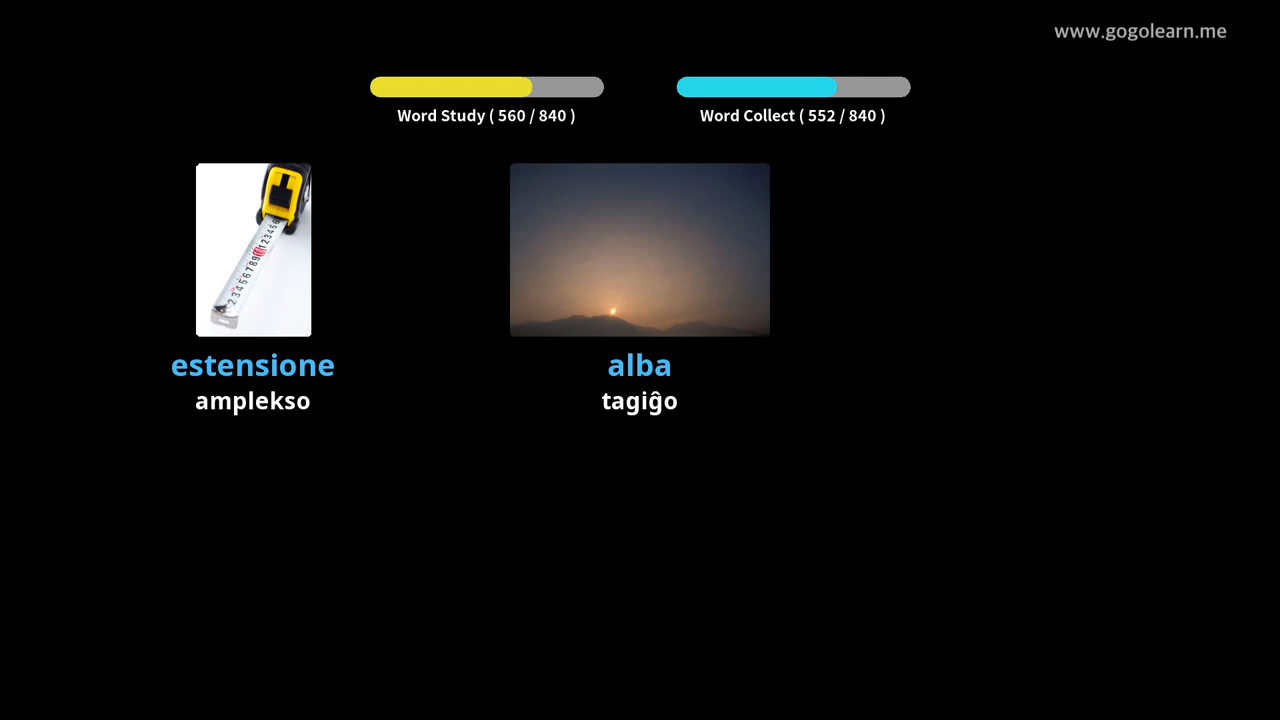 www.gogolearn.me
Word Study ( 560 / 840 )
Word Collect ( 552 / 840 )
estensione
amplekso
alba
tagiĝo